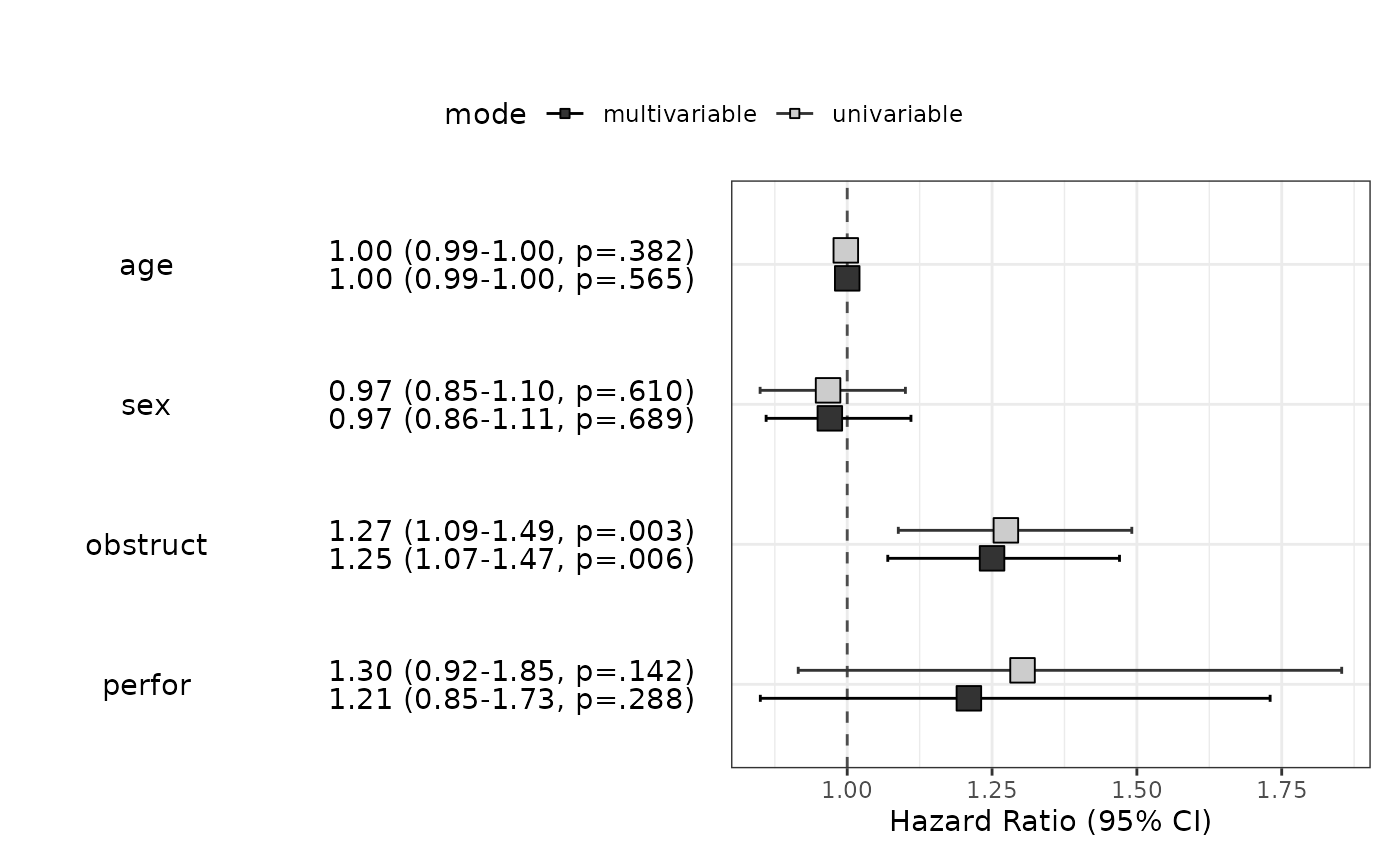 mode multivariable univariable
age
1.00 (0.99-1.00, p=.382)
1.00 (0.99-1.00, p=.565)
sex
0.97 (0.85-1.10, p=.610)
0.97 (0.86-1.11, p=.689)
obstruct
1.27 (1.09-1.49, p=.003)
1.25 (1.07-1.47, p=.006)
perfor
1.30 (0.92-1.85, p=.142)
1.21 (0.85-1.73, p=.288)
1.00 1.25 1.50 1.75
Hazard Ratio (95% CI)